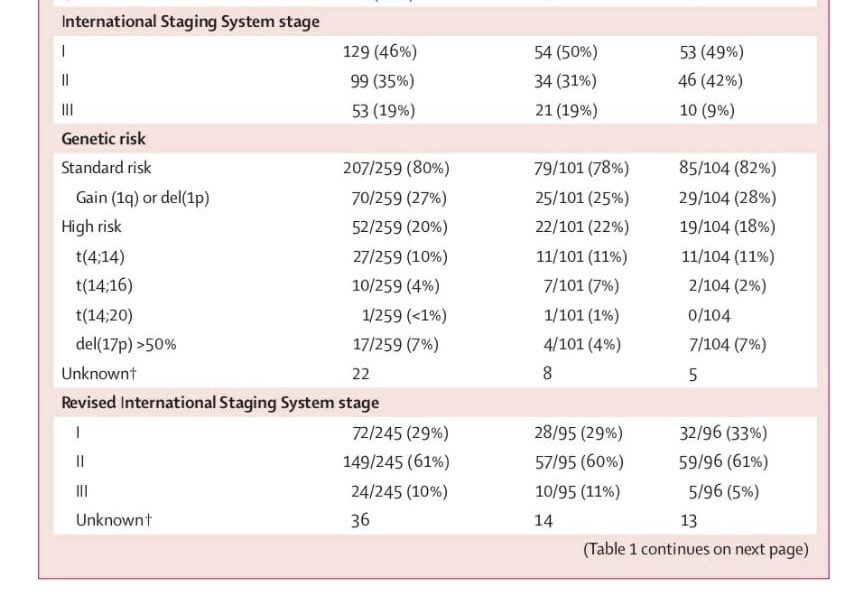 International Staging System stage
I 129 (46%) 54 (50%) 53 (49%)
II 99 (35%) 34 (31%) 46 (42%)
III 53 (19%) 21 (19%) 10 (9%)
Genetic risk
Standard risk 207/259 (80%) 79/101 (78%) 85/104 (82%)
Gain (1q) or del(1p) 70/259 (27%) 25/101 (25%) 29/104 (28%)
High risk 52/259 (20%) 22/101 (22%) 19/104 (18%)
t(4;14) 27/259 (10%) 11/101 (11%) 11/104 (11%)
t(14;16) 10/259 (4%) 7/101 (7%) 2/104 (2%)
t(14;20) 1/259 (<1%) 1/101 (1%) 0/104
del(17p) >50% 17/259 (7%) 4/101 (4%) 7/104 (7%)
Unknown† 22 8 5
Revised International Staging System stage
I 72/245 (29%) 28/95 (29%) 32/96 (33%)
II 149/245 (61%) 57/95 (60%) 59/96 (61%)
III 24/245 (10%) 10/95 (11%) 5/96 (5%)
Unknown† 36 14 13
(Table 1 continues on next page)